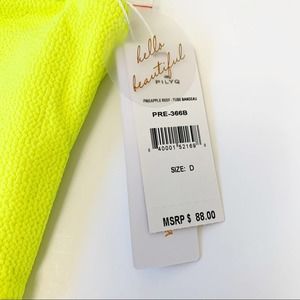 hello
beautiful
PILYQ
PINEAPPLE REEF - TUBE BANDEAU
PRE-366B
SIZE: D
MSRP $ 88.00